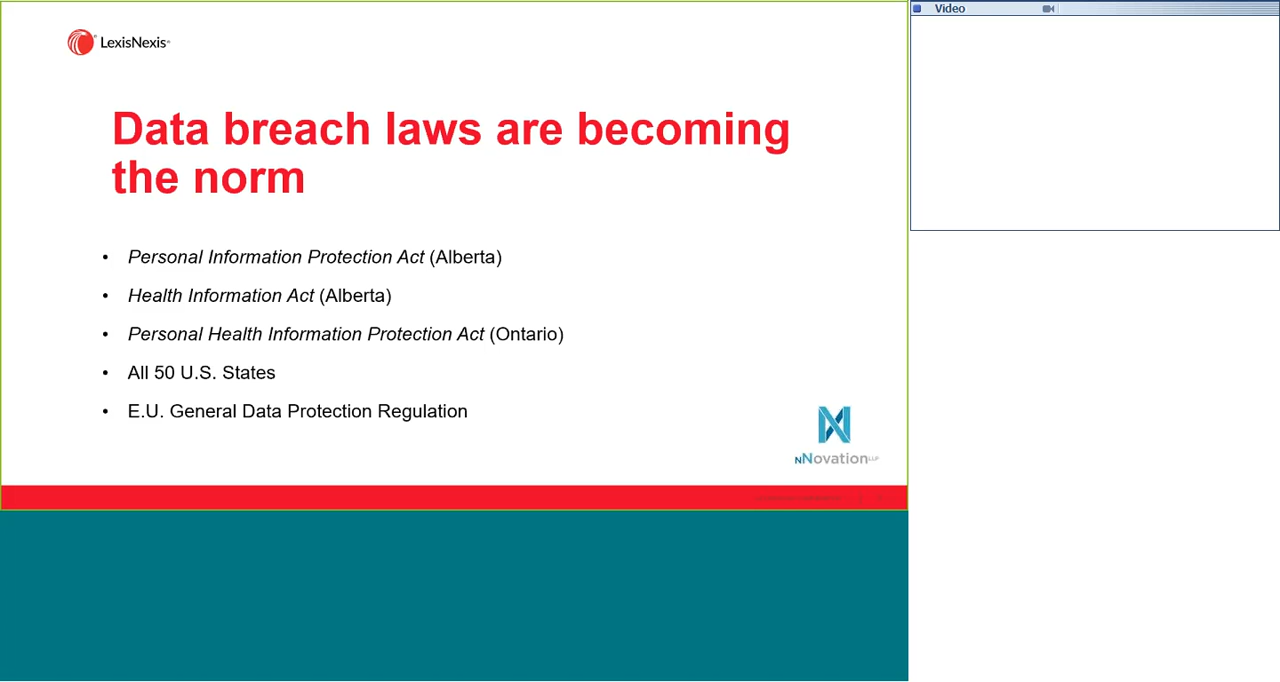 LexisNexis®
Video
Data breach laws are becoming
the norm
• Personal Information Protection Act (Alberta)
• Health Information Act (Alberta)
• Personal Health Information Protection Act (Ontario)
• All 50 U.S. States
• E.U. General Data Protection Regulation
N
nNovation LLP